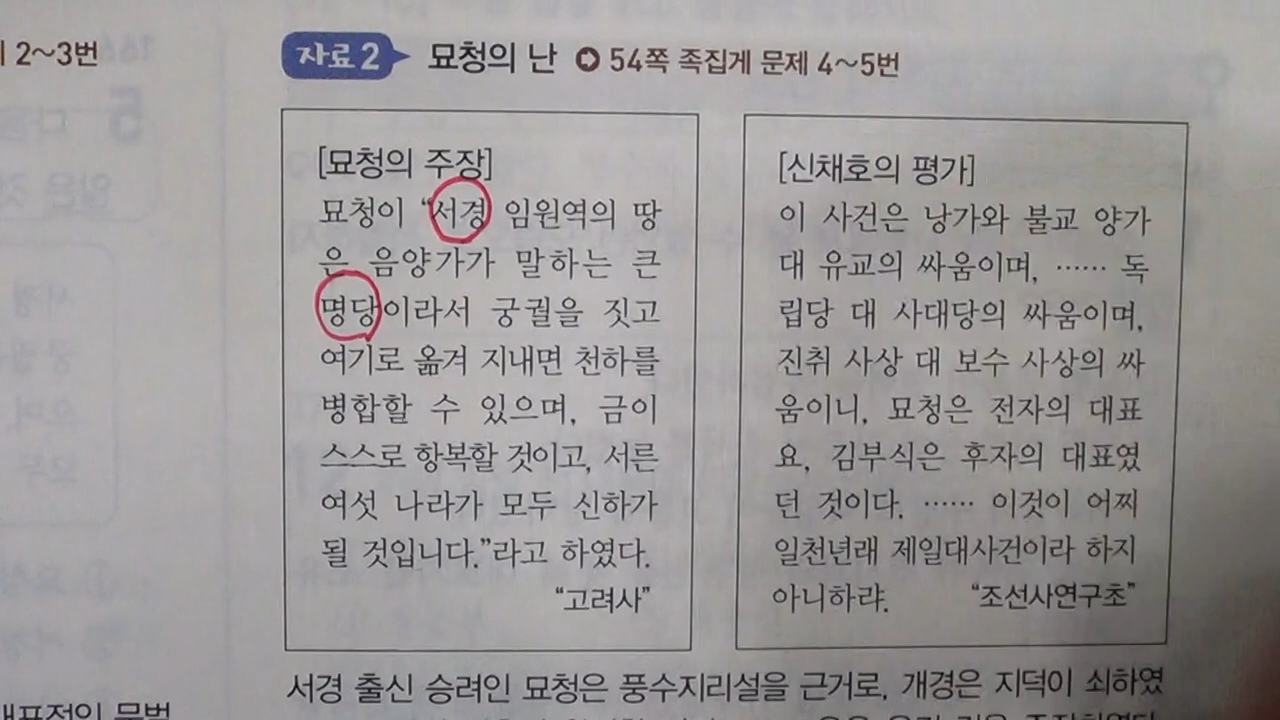 2~3번
자료 2 묘청의 난 54쪽 족집게 문제 4~5번
[묘청의 주장]
묘청이 “서경 임원역의 땅
은 음양가가 말하는 큰
명당이라서 궁궐을 짓고
여기로 옮겨 지내면 천하를
병합할 수 있으며, 금이
스스로 항복할 것이고, 서른
여섯 나라가 모두 신하가
될 것입니다.”라고 하였다.
“고려사”
[신채호의 평가]
이 사건은 낭가와 불교 양가
대 유교의 싸움이며, …… 독
립당 대 사대당의 싸움이며,
진취 사상 대 보수 사상의 싸
움이니, 묘청은 전자의 대표
요, 김부식은 후자의 대표였
던 것이다. …… 이것이 어찌
일천년래 제일대사건이라 하지
아니하랴. “조선사연구초”
서경 출신 승려인 묘청은 풍수지리설을 근거로, 개경은 지덕이 쇠하였